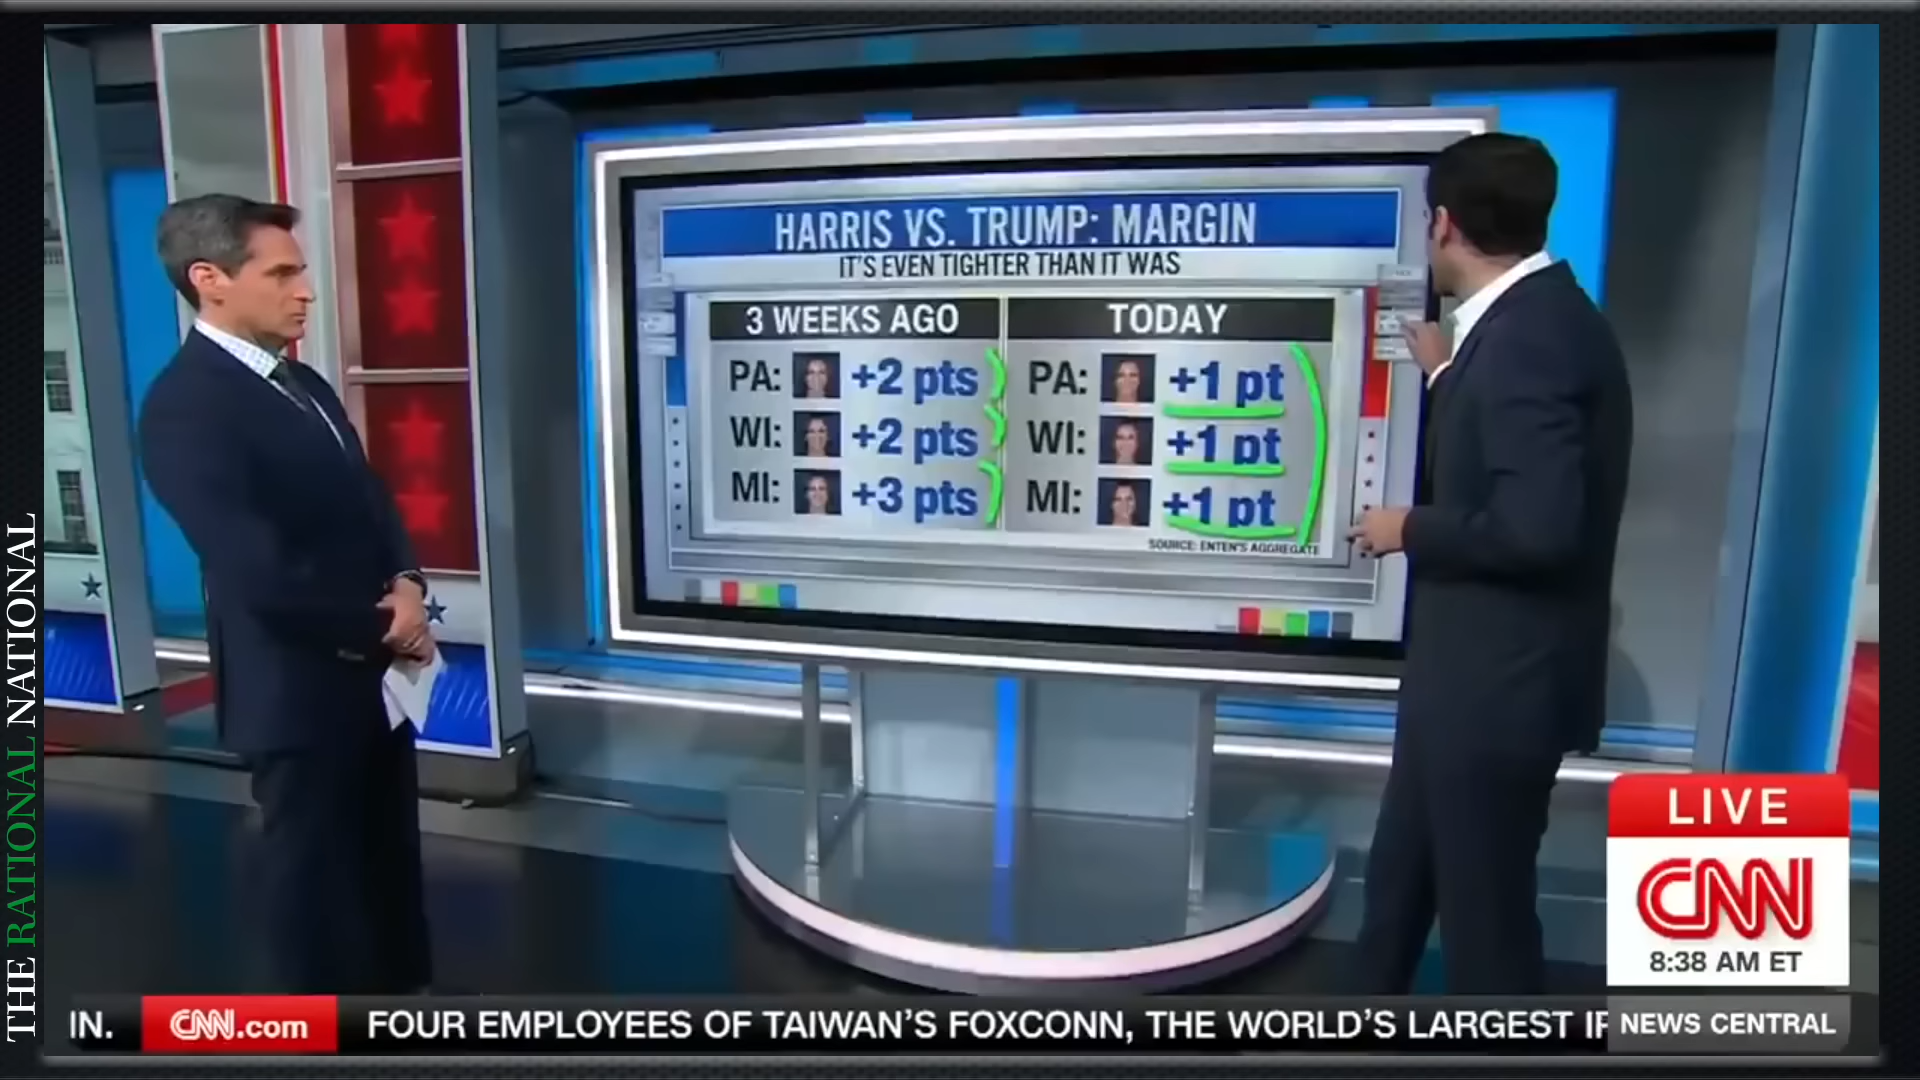 THE RATIONAL NATIONAL
HARRIS VS. TRUMP: MARGIN
IT'S EVEN TIGHTER THAN IT WAS
3 WEEKS AGO
PA: +2 pts
WI: +2 pts
MI: +3 pts
TODAY
PA: +1 pt
WI: +1 pt
MI: +1 pt
SOURCE: ENTEN'S AGGREGATE
LIVE
CNN
8:38 AM ET
NEWS CENTRAL
IN.
CNN.com
FOUR EMPLOYEES OF TAIWAN'S FOXCONN, THE WORLD'S LARGEST